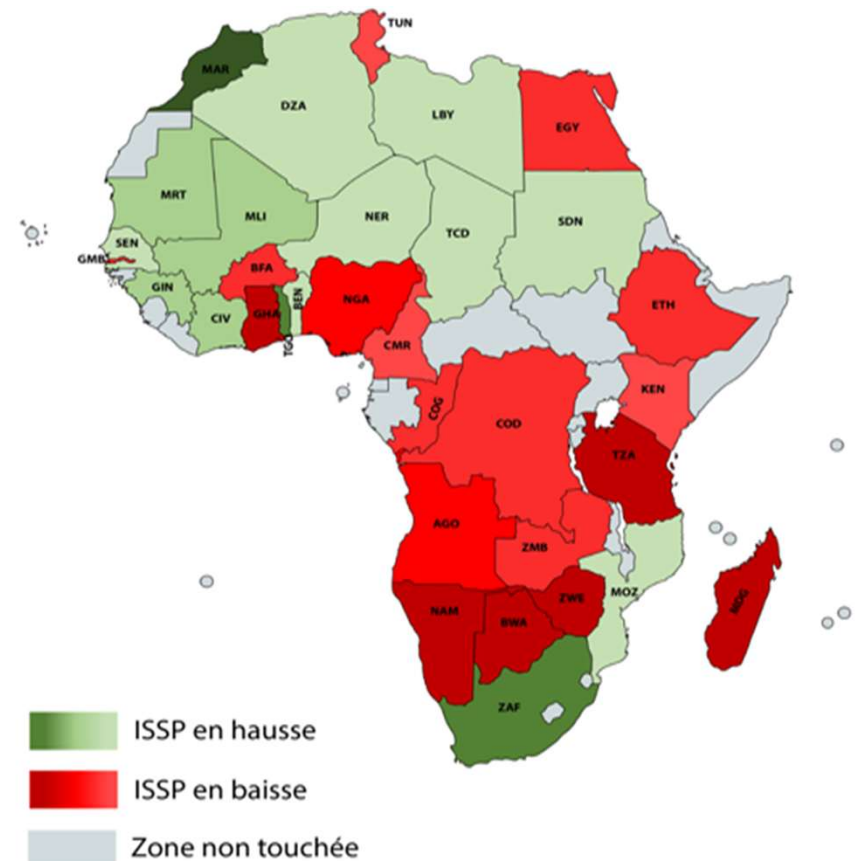 TUN
MAR
DZA
LBY
EGY
MRT
MLI
NER
TCD
SDN
SEN
GMB
BFA
GIN
BEN
NGA
ETH
CIV
GHA
TGO
CMR
KEN
COG
COD
TZA
AGO
ZMB
MOZ
ZWE
MDG
NAM
BWA
ZAF
ISSP en hausse
ISSP en baisse
Zone non touchée